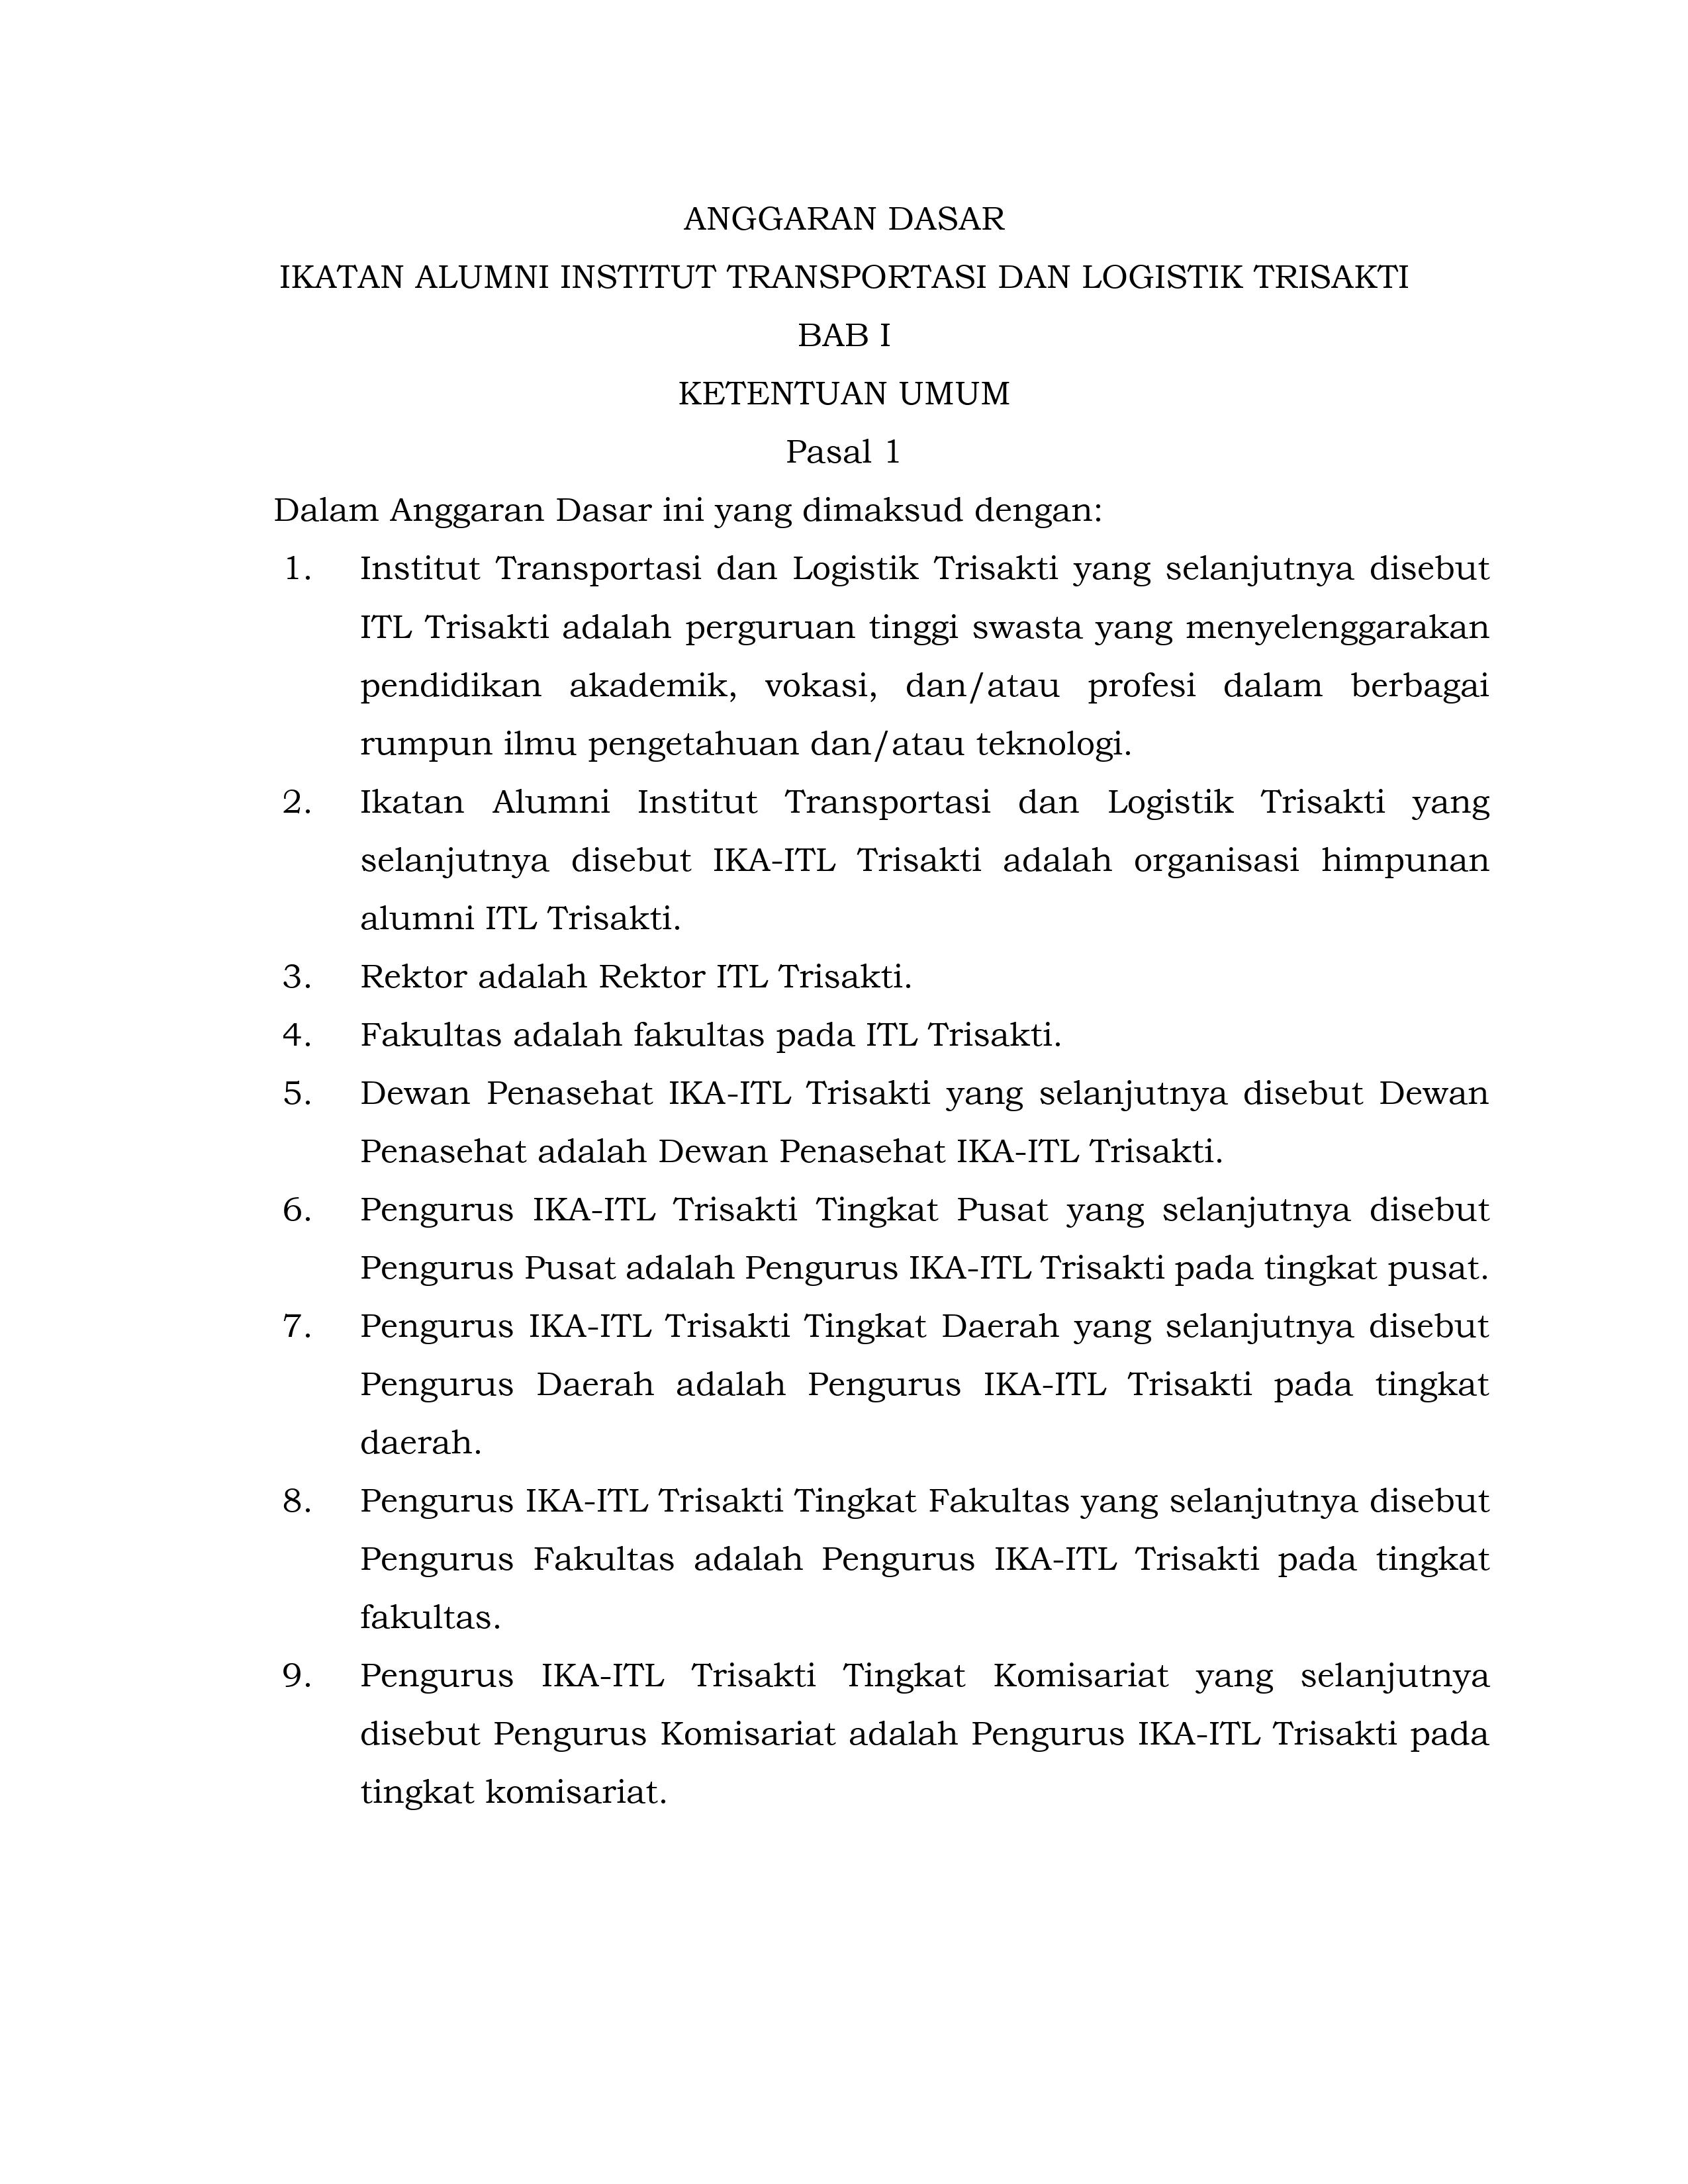 ANGGARAN DASAR
IKATAN ALUMNI INSTITUT TRANSPORTASI DAN LOGISTIK TRISAKTI
BAB I
KETENTUAN UMUM
Pasal 1
Dalam Anggaran Dasar ini yang dimaksud dengan:
1. Institut Transportasi dan Logistik Trisakti yang selanjutnya disebut
ITL Trisakti adalah perguruan tinggi swasta yang menyelenggarakan
pendidikan akademik, vokasi, dan/atau profesi dalam berbagai
rumpun ilmu pengetahuan dan/atau teknologi.
2. Ikatan Alumni Institut Transportasi dan Logistik Trisakti yang
selanjutnya disebut IKA-ITL Trisakti adalah organisasi himpunan
alumni ITL Trisakti.
3. Rektor adalah Rektor ITL Trisakti.
4. Fakultas adalah fakultas pada ITL Trisakti.
5. Dewan Penasehat IKA-ITL Trisakti yang selanjutnya disebut Dewan
Penasehat adalah Dewan Penasehat IKA-ITL Trisakti.
6. Pengurus IKA-ITL Trisakti Tingkat Pusat yang selanjutnya disebut
Pengurus Pusat adalah Pengurus IKA-ITL Trisakti pada tingkat pusat.
7. Pengurus IKA-ITL Trisakti Tingkat Daerah yang selanjutnya disebut
Pengurus Daerah adalah Pengurus IKA-ITL Trisakti pada tingkat
daerah.
8. Pengurus IKA-ITL Trisakti Tingkat Fakultas yang selanjutnya disebut
Pengurus Fakultas adalah Pengurus IKA-ITL Trisakti pada tingkat
fakultas.
9. Pengurus IKA-ITL Trisakti Tingkat Komisariat yang selanjutnya
disebut Pengurus Komisariat adalah Pengurus IKA-ITL Trisakti pada
tingkat komisariat.